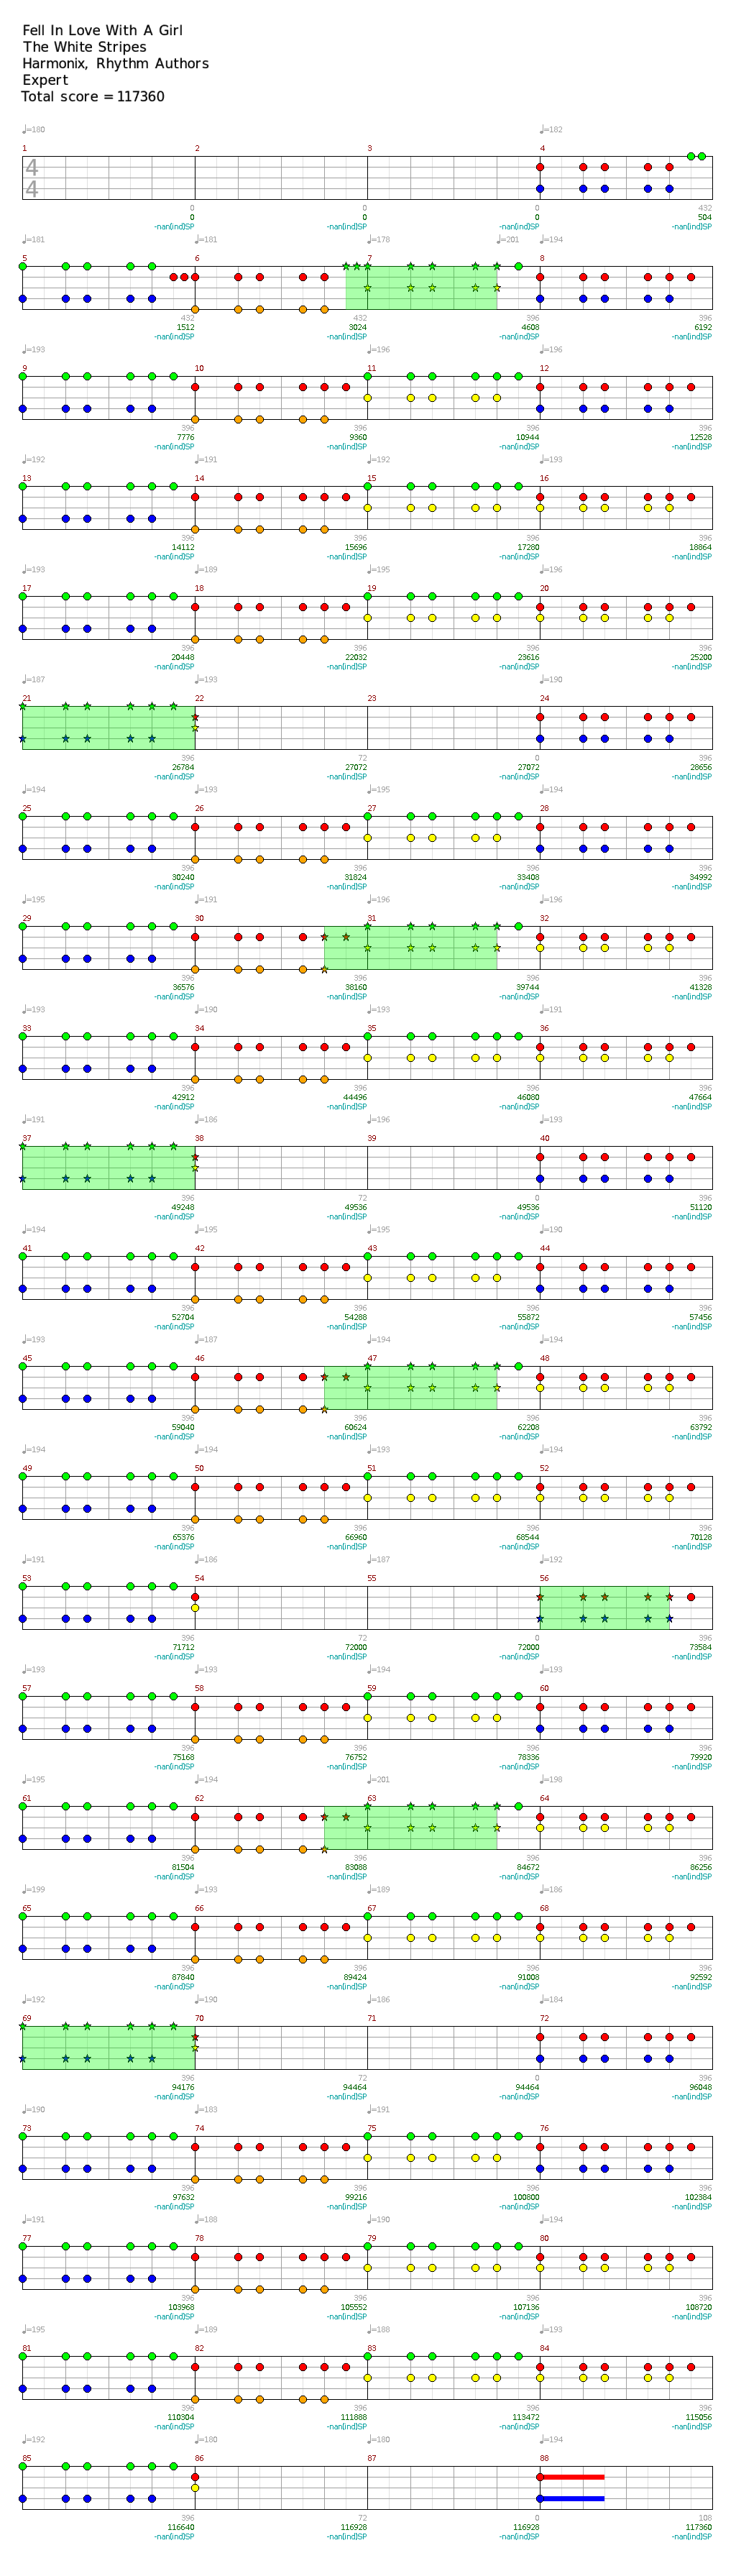 Fell In Love With A Girl
The White Stripes
Harmonix, Rhythm Authors
Expert
Total score = 117360
♩=180 ♩=182
1 2 3 4
4
4
0 0 0 432
0 0 0 504
-nan(ind)SP -nan(ind)SP -nan(ind)SP -nan(ind)SP
♩=181 ♩=181 ♩=178 ♩=201 ♩=194
5 6 7 8
432 432 396 396
1512 3024 4608 6192
-nan(ind)SP -nan(ind)SP -nan(ind)SP -nan(ind)SP
♩=193 ♩=196 ♩=196
9 10 11 12
396 396 396 396
7776 9360 10944 12528
-nan(ind)SP -nan(ind)SP -nan(ind)SP -nan(ind)SP
♩=192 ♩=191 ♩=192 ♩=193
13 14 15 16
396 396 396 396
14112 15696 17280 18864
-nan(ind)SP -nan(ind)SP -nan(ind)SP -nan(ind)SP
♩=193 ♩=189 ♩=195 ♩=196
17 18 19 20
396 396 396 396
20448 22032 23616 25200
-nan(ind)SP -nan(ind)SP -nan(ind)SP -nan(ind)SP
♩=187 ♩=193 ♩=190
21 22 23 24
396 72 0 396
26784 27072 27072 28656
-nan(ind)SP -nan(ind)SP -nan(ind)SP -nan(ind)SP
♩=194 ♩=193 ♩=195 ♩=194
25 26 27 28
396 396 396 396
30240 31824 33408 34992
-nan(ind)SP -nan(ind)SP -nan(ind)SP -nan(ind)SP
♩=195 ♩=191 ♩=196 ♩=196
29 30 31 32
396 396 396 396
36576 38160 39744 41328
-nan(ind)SP -nan(ind)SP -nan(ind)SP -nan(ind)SP
♩=193 ♩=190 ♩=193 ♩=191
33 34 35 36
396 396 396 396
42912 44496 46080 47664
-nan(ind)SP -nan(ind)SP -nan(ind)SP -nan(ind)SP
♩=191 ♩=186 ♩=196 ♩=193
37 38 39 40
396 72 0 396
49248 49536 49536 51120
-nan(ind)SP -nan(ind)SP -nan(ind)SP -nan(ind)SP
♩=194 ♩=195 ♩=195 ♩=190
41 42 43 44
396 396 396 396
52704 54288 55872 57456
-nan(ind)SP -nan(ind)SP -nan(ind)SP -nan(ind)SP
♩=193 ♩=187 ♩=194 ♩=194
45 46 47 48
396 396 396 396
59040 60624 62208 63792
-nan(ind)SP -nan(ind)SP -nan(ind)SP -nan(ind)SP
♩=194 ♩=194 ♩=193 ♩=194
49 50 51 52
396 396 396 396
65376 66960 68544 70128
-nan(ind)SP -nan(ind)SP -nan(ind)SP -nan(ind)SP
♩=191 ♩=186 ♩=187 ♩=192
53 54 55 56
396 72 0 396
71712 72000 72000 73584
-nan(ind)SP -nan(ind)SP -nan(ind)SP -nan(ind)SP
♩=193 ♩=193 ♩=194 ♩=193
57 58 59 60
396 396 396 396
75168 76752 78336 79920
-nan(ind)SP -nan(ind)SP -nan(ind)SP -nan(ind)SP
♩=195 ♩=194 ♩=201 ♩=198
61 62 63 64
396 396 396 396
81504 83088 84672 86256
-nan(ind)SP -nan(ind)SP -nan(ind)SP -nan(ind)SP
♩=199 ♩=193 ♩=189 ♩=186
65 66 67 68
396 396 396 396
87840 89424 91008 92592
-nan(ind)SP -nan(ind)SP -nan(ind)SP -nan(ind)SP
♩=192 ♩=190 ♩=186 ♩=184
69 70 71 72
396 72 0 396
94176 94464 94464 96048
-nan(ind)SP -nan(ind)SP -nan(ind)SP -nan(ind)SP
♩=190 ♩=183 ♩=191
73 74 75 76
396 396 396 396
97632 99216 100800 102384
-nan(ind)SP -nan(ind)SP -nan(ind)SP -nan(ind)SP
♩=191 ♩=188 ♩=190 ♩=194
77 78 79 80
396 396 396 396
103968 105552 107136 108720
-nan(ind)SP -nan(ind)SP -nan(ind)SP -nan(ind)SP
♩=195 ♩=189 ♩=188 ♩=193
81 82 83 84
396 396 396 396
110304 111888 113472 115056
-nan(ind)SP -nan(ind)SP -nan(ind)SP -nan(ind)SP
♩=192 ♩=180 ♩=180 ♩=194
85 86 87 88
396 72 0 108
116640 116928 116928 117360
-nan(ind)SP -nan(ind)SP -nan(ind)SP -nan(ind)SP